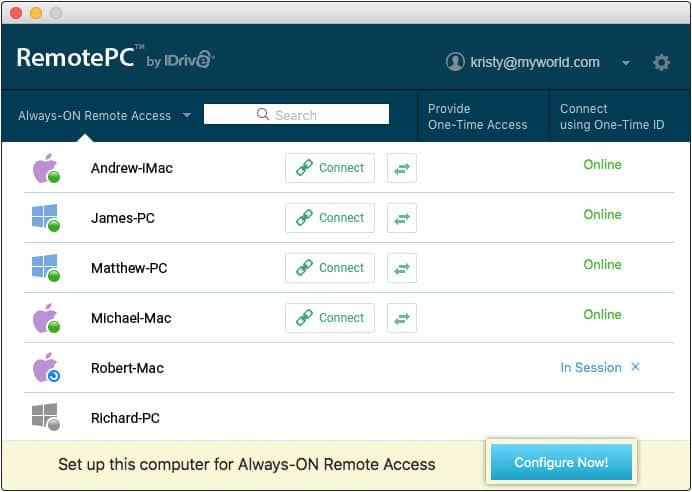 RemotePC™ by IDrive®
kristy@myworld.com
Always-ON Remote Access
Search
Provide
One-Time Access
Connect
using One-Time ID
Andrew-iMac Connect Online
James-PC Connect Online
Matthew-PC Connect Online
Michael-Mac Connect Online
Robert-Mac In Session ×
Richard-PC
Set up this computer for Always-ON Remote Access
Configure Now!